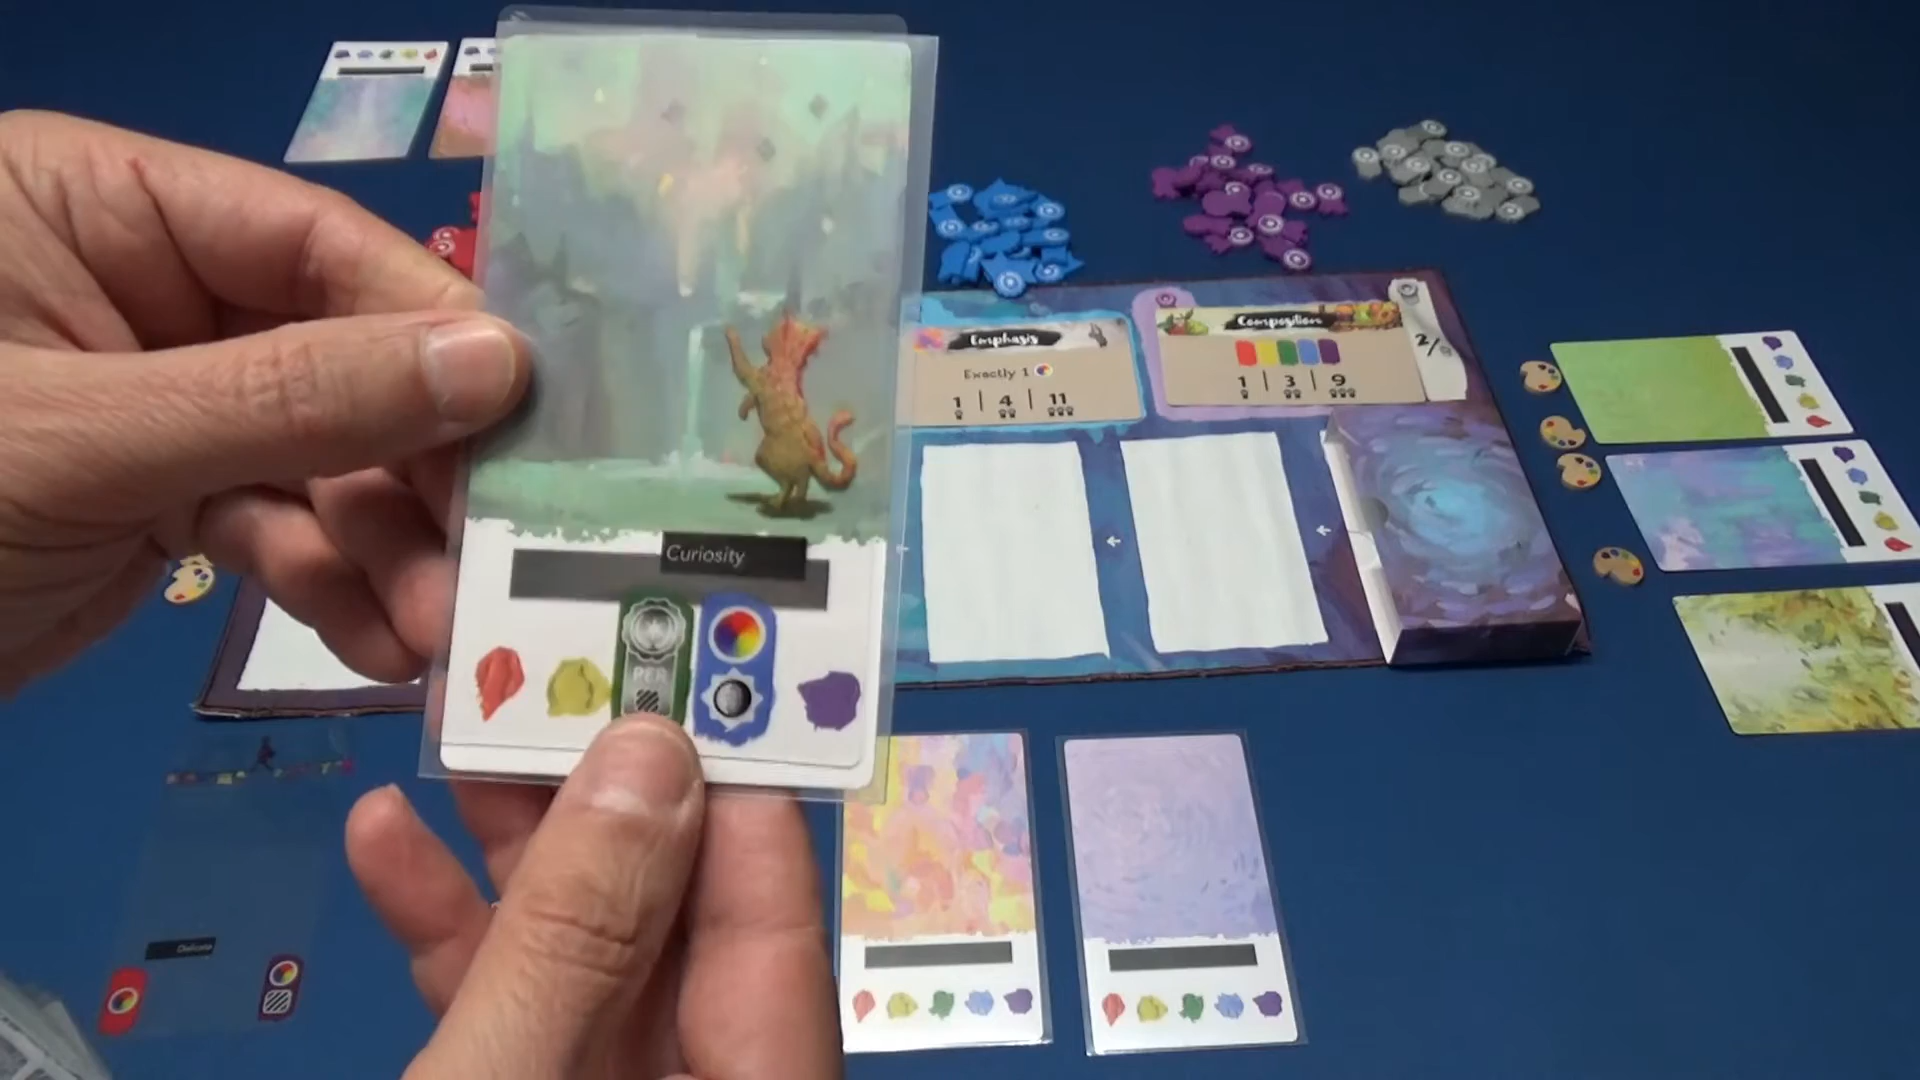 Emphasis
Exactly 1
1 | 4 | 11
Composition
1 | 3 | 9
2/
Curiosity
PER
Delicate